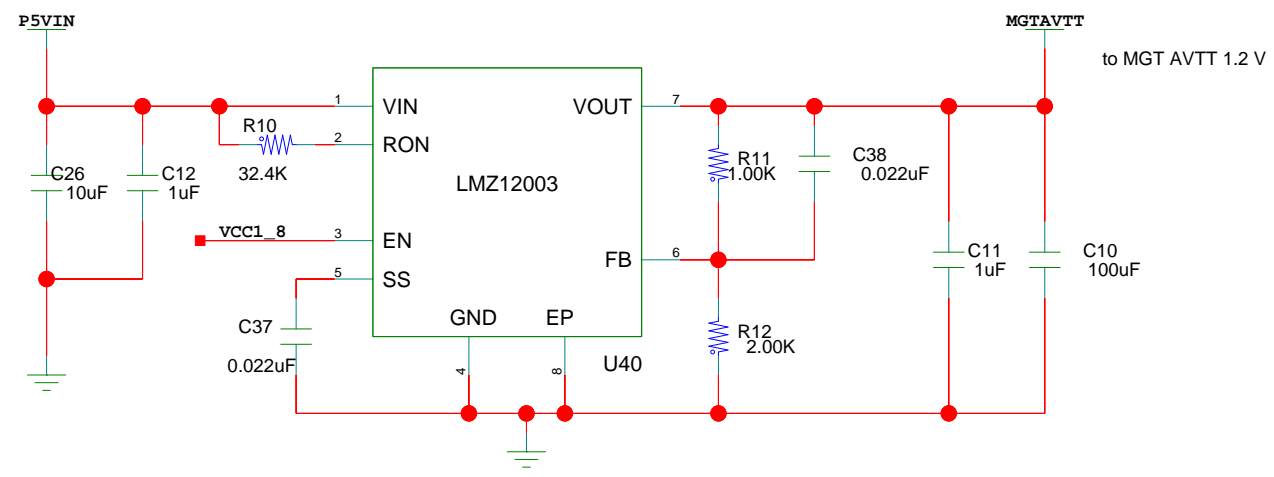 P5VIN
MGTAVTT
to MGT AVTT 1.2 V
1
VIN
VOUT
7
R10
2
RON
32.4K
C26
10uF
C12
1uF
LMZ12003
R11
1.00K
C38
0.022uF
VCC1_8
3
EN
5
SS
FB
6
C11
1uF
C10
100uF
C37
0.022uF
GND
EP
4
8
U40
R12
2.00K